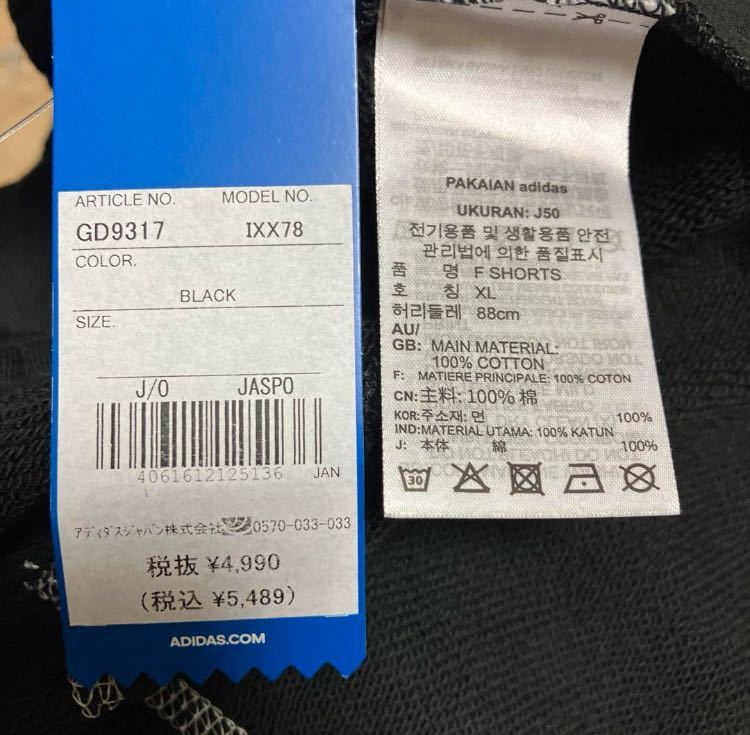 ARTICLE NO. MODEL NO.
GD9317 IXX78
COLOR.
BLACK
SIZE.
J/O JASPO
4061612125136 JAN
アディダスジャパン株式会社 0570-033-033
税抜 ¥4,990
(税込 ¥5,489)
ADIDAS.COM
PAKAIAN adidas
UKURAN: J50
전기용품 및 생활용품 안전
관리법에 의한 품질표시
품 명 F SHORTS
호 칭 XL
허리둘레 88cm
AU/
GB: MAIN MATERIAL:
100% COTTON
F: MATIERE PRINCIPALE: 100% COTON
CN: 主料: 100% 棉
KOR: 주소재: 면 100%
IND: MATERIAL UTAMA: 100% KATUN
J: 本体 綿 100%
30